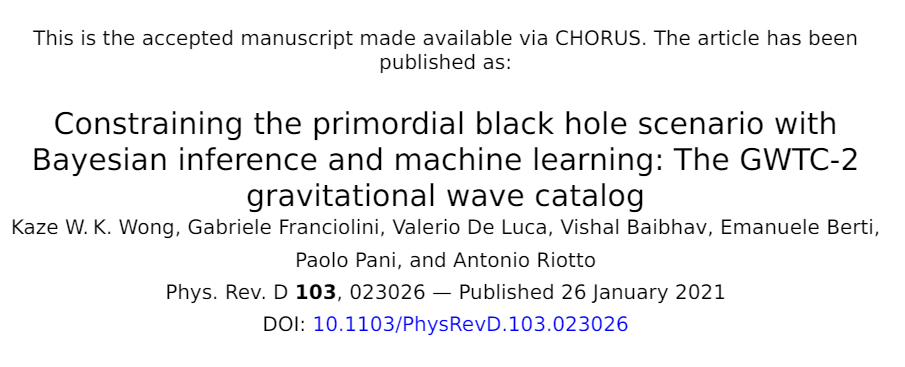 This is the accepted manuscript made available via CHORUS. The article has been
published as:
Constraining the primordial black hole scenario with
Bayesian inference and machine learning: The GWTC-2
gravitational wave catalog
Kaze W. K. Wong, Gabriele Franciolini, Valerio De Luca, Vishal Baibhav, Emanuele Berti,
Paolo Pani, and Antonio Riotto
Phys. Rev. D 103, 023026 — Published 26 January 2021
DOI: 10.1103/PhysRevD.103.023026